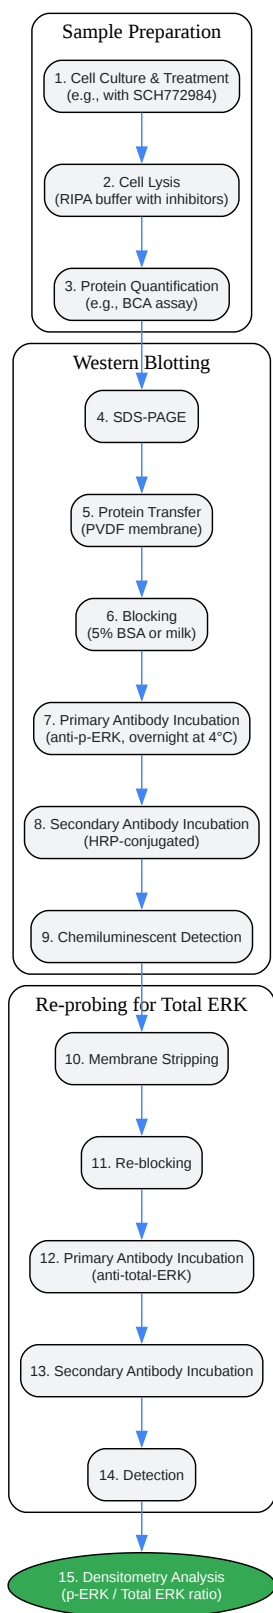 Sample Preparation
1. Cell Culture & Treatment
(e.g., with SCH772984)
2. Cell Lysis
(RIPA buffer with inhibitors)
3. Protein Quantification
(e.g., BCA assay)
Western Blotting
4. SDS-PAGE
5. Protein Transfer
(PVDF membrane)
6. Blocking
(5% BSA or milk)
7. Primary Antibody Incubation
(anti-p-ERK, overnight at 4°C)
8. Secondary Antibody Incubation
(HRP-conjugated)
9. Chemiluminescent Detection
Re-probing for Total ERK
10. Membrane Stripping
11. Re-blocking
12. Primary Antibody Incubation
(anti-total-ERK)
13. Secondary Antibody Incubation
14. Detection
15. Densitometry Analysis
(p-ERK / Total ERK ratio)